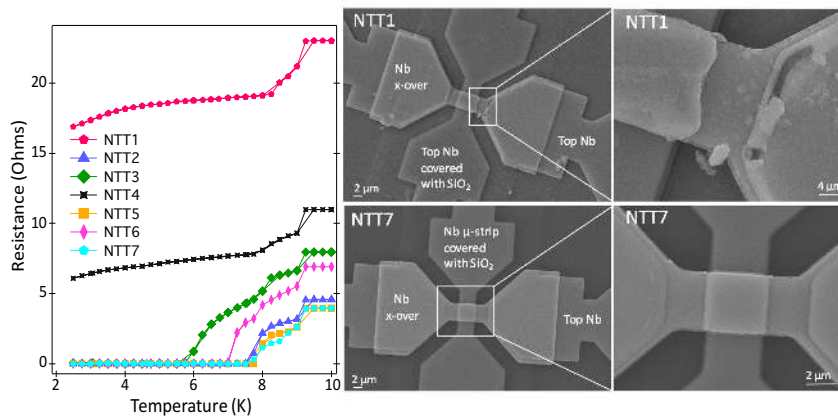 Resistance (Ohms)
20
15
10
5
0
NTT1
NTT2
NTT3
NTT4
NTT5
NTT6
NTT7
2
4
6
8
10
Temperature (K)
NTT1
Nb
x-over
Top Nb
Top Nb
covered
with SiO₂
2 µm
NTT1
4 µm
NTT7
Nb µ-strip
covered
with SiO₂
Nb
x-over
Top Nb
2 µm
NTT7
2 µm